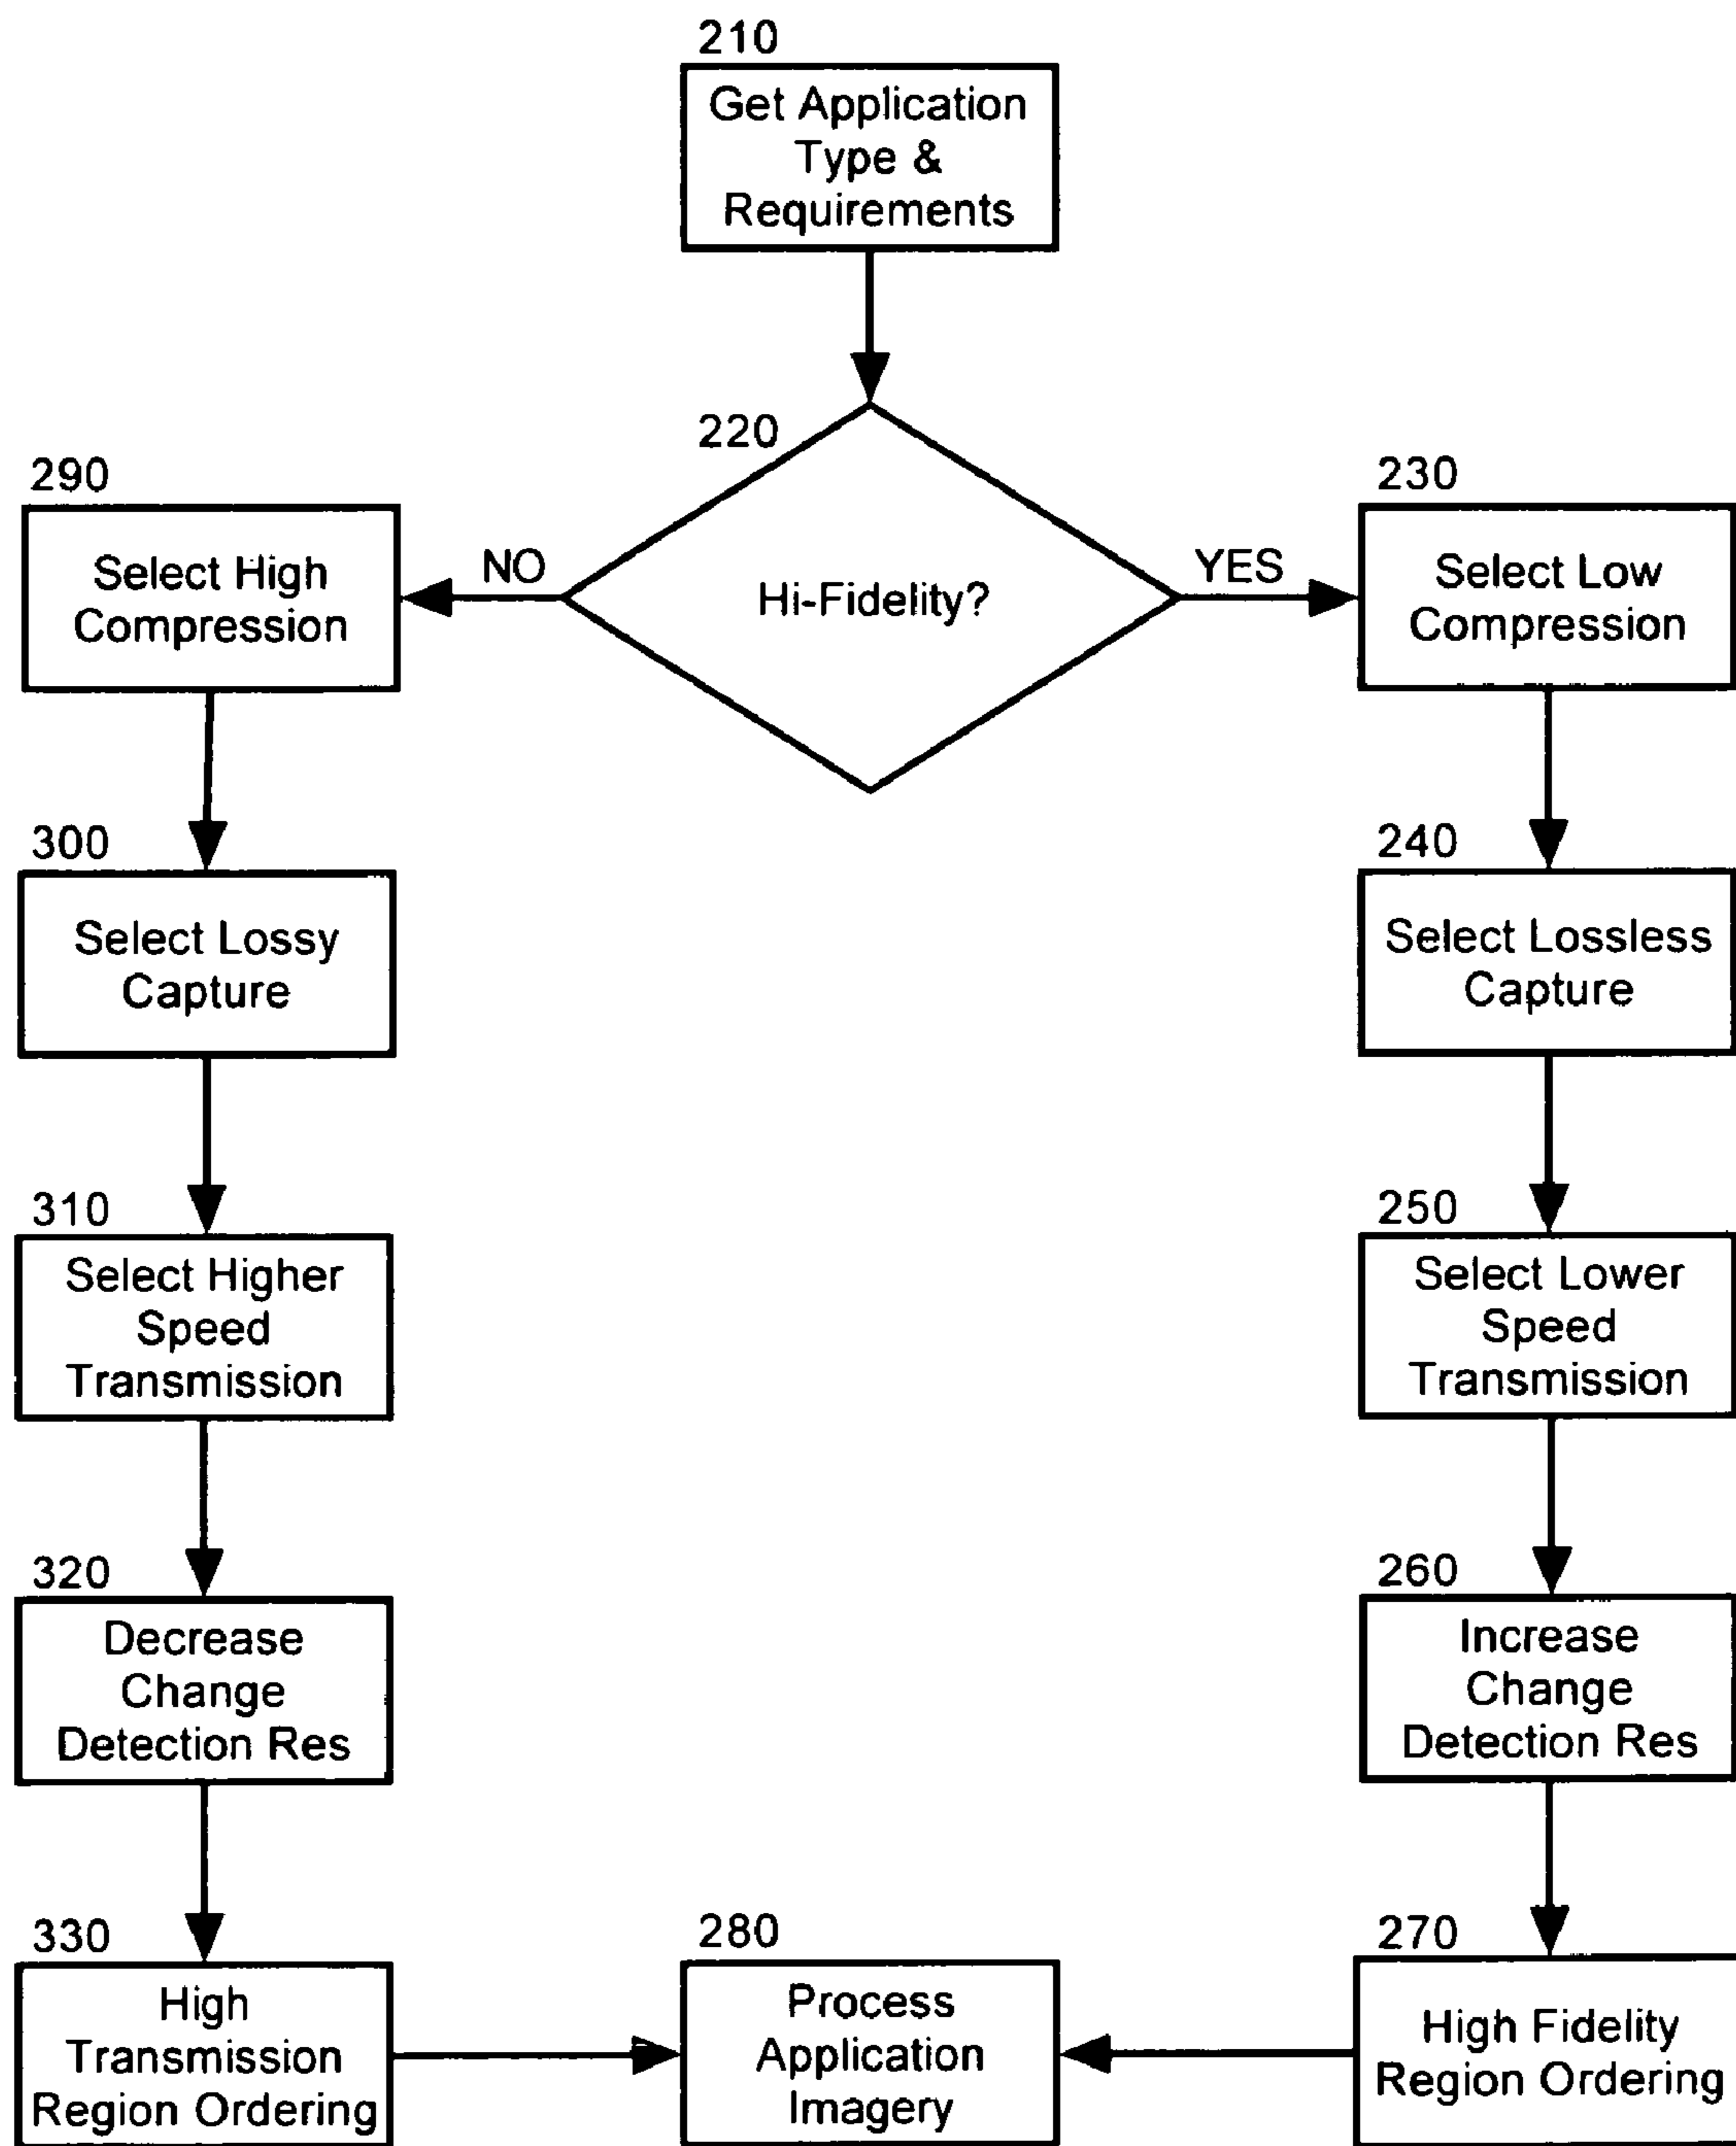 210
Get Application
Type &
Requirements
220
Hi-Fidelity?
NO
YES
290
Select High
Compression
230
Select Low
Compression
300
Select Lossy
Capture
240
Select Lossless
Capture
310
Select Higher
Speed
Transmission
250
Select Lower
Speed
Transmission
320
Decrease
Change
Detection Res
260
Increase
Change
Detection Res
330
High
Transmission
Region Ordering
280
Process
Application
Imagery
270
High Fidelity
Region Ordering